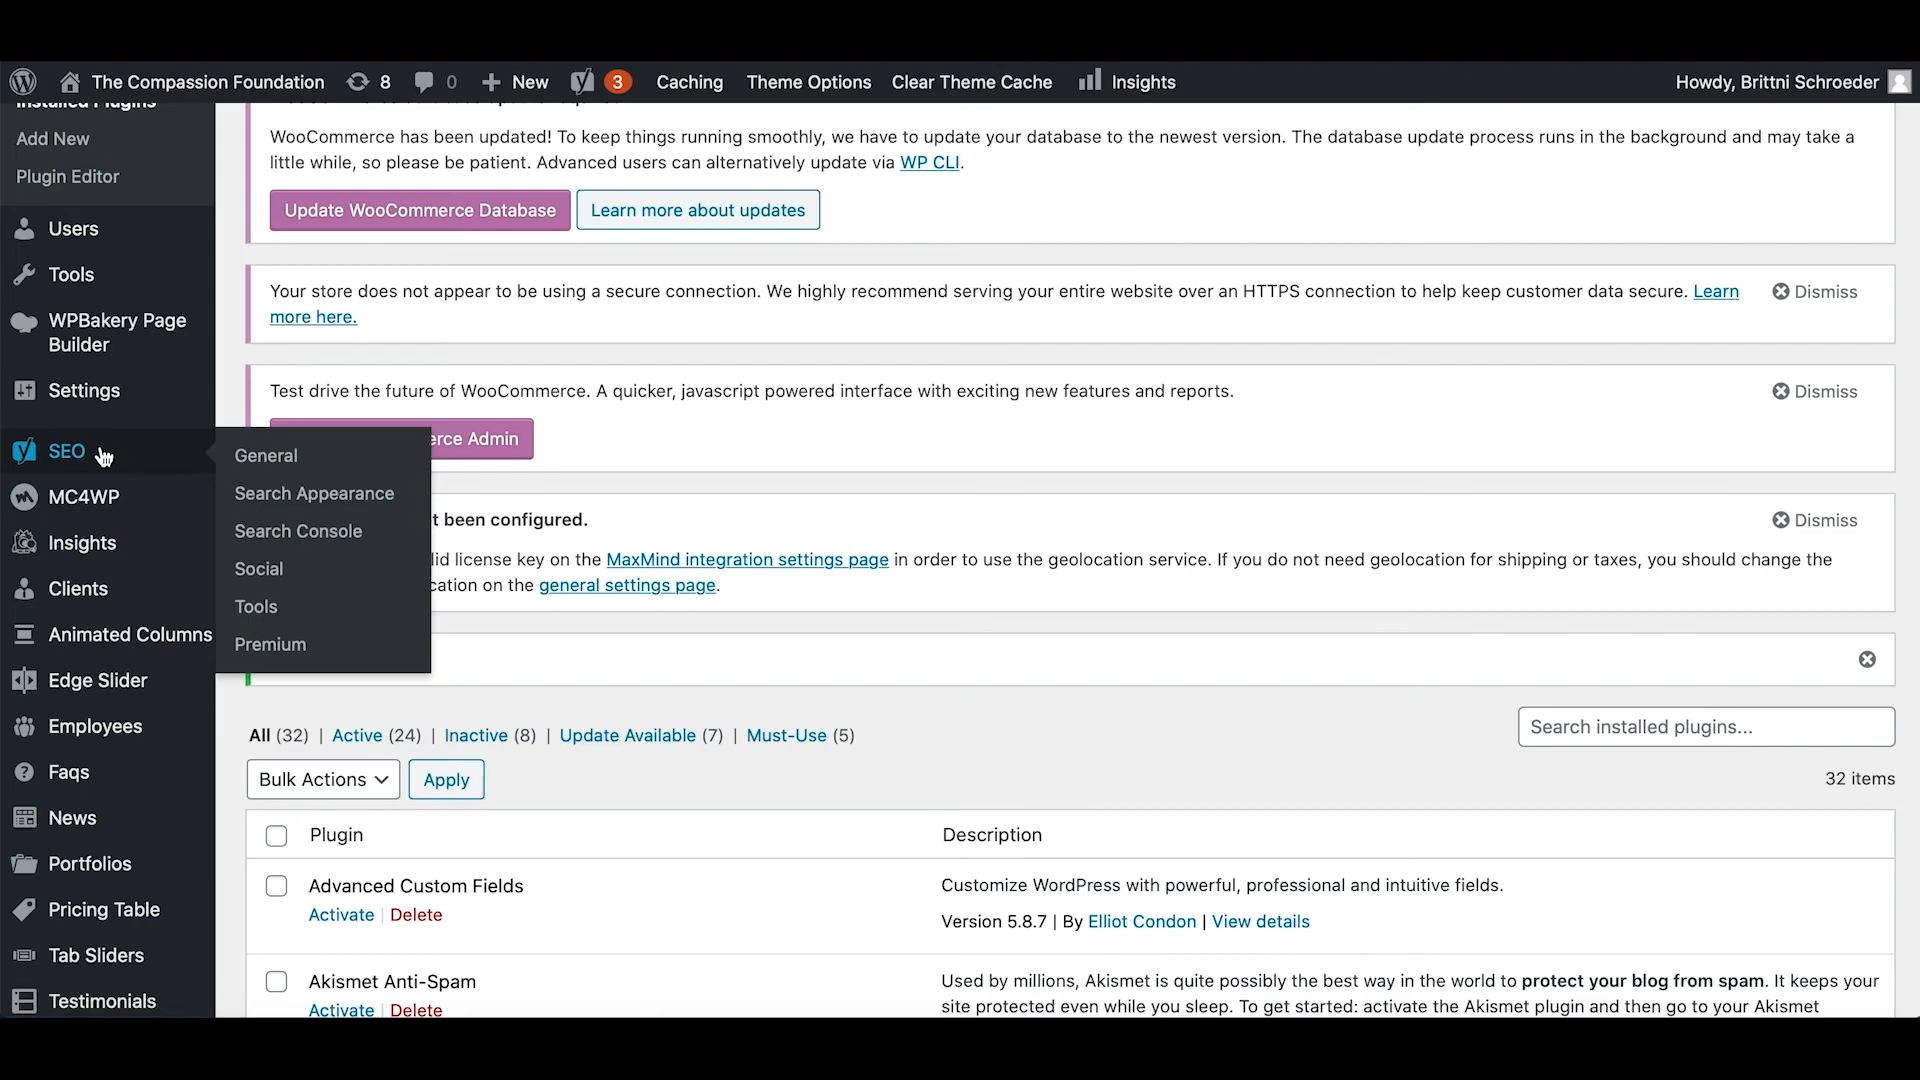 The Compassion Foundation 8 0 New 3 Caching Theme Options Clear Theme Cache Insights Howdy, Brittni Schroeder
Installed Plugins
Add New
Plugin Editor
Users
Tools
WPBakery Page
Builder
Settings
SEO
MC4WP
Insights
Clients
Animated Columns
Edge Slider
Employees
Faqs
News
Portfolios
Pricing Table
Tab Sliders
Testimonials
General
Search Appearance
Search Console
Social
Tools
Premium
WooCommerce has been updated! To keep things running smoothly, we have to update your database to the newest version. The database update process runs in the background and may take a
little while, so please be patient. Advanced users can alternatively update via WP CLI.
Update WooCommerce Database Learn more about updates
Your store does not appear to be using a secure connection. We highly recommend serving your entire website over an HTTPS connection to help keep customer data secure. Learn Dismiss
more here.
Test drive the future of WooCommerce. A quicker, javascript powered interface with exciting new features and reports. Dismiss
erce Admin
t been configured. Dismiss
lid license key on the MaxMind integration settings page in order to use the geolocation service. If you do not need geolocation for shipping or taxes, you should change the
cation on the general settings page.
All (32) | Active (24) | Inactive (8) | Update Available (7) | Must-Use (5)
Search installed plugins...
Bulk Actions Apply
32 items
Plugin Description
Advanced Custom Fields
Activate | Delete
Customize WordPress with powerful, professional and intuitive fields.
Version 5.8.7 | By Elliot Condon | View details
Akismet Anti-Spam
Activate | Delete
Used by millions, Akismet is quite possibly the best way in the world to protect your blog from spam. It keeps your
site protected even while you sleep. To get started: activate the Akismet plugin and then go to your Akismet